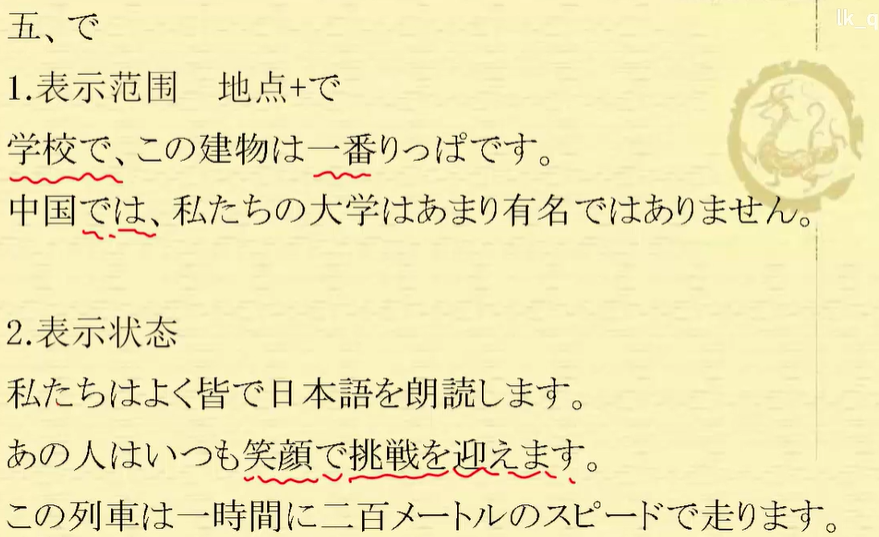 五、で
lk_q
1.表示范围　地点+で
学校で、この建物は一番りっぱです。
中国では、私たちの大学はあまり有名ではありません。
2.表示状态
私たちはよく皆で日本語を朗読します。
あの人はいつも笑顔で挑戦を迎えます。
この列車は一時間に二百メートルのスピードで走ります。